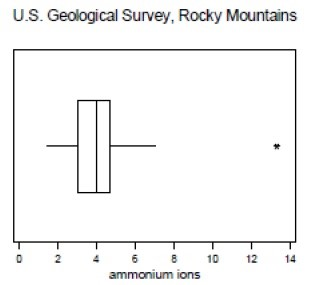 U.S. Geological Survey, Rocky Mountains
*
0 2 4 6 8 10 12 14
ammonium ions